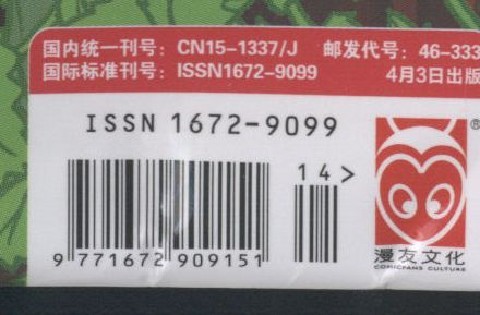 国内统一刊号：CN15-1337/J 邮发代号：46-333
国际标准刊号：ISSN1672-9099 4月3日出版
ISSN 1672-9099
14>
9 771672 909151
®
漫友文化
COMICFANS CULTURE